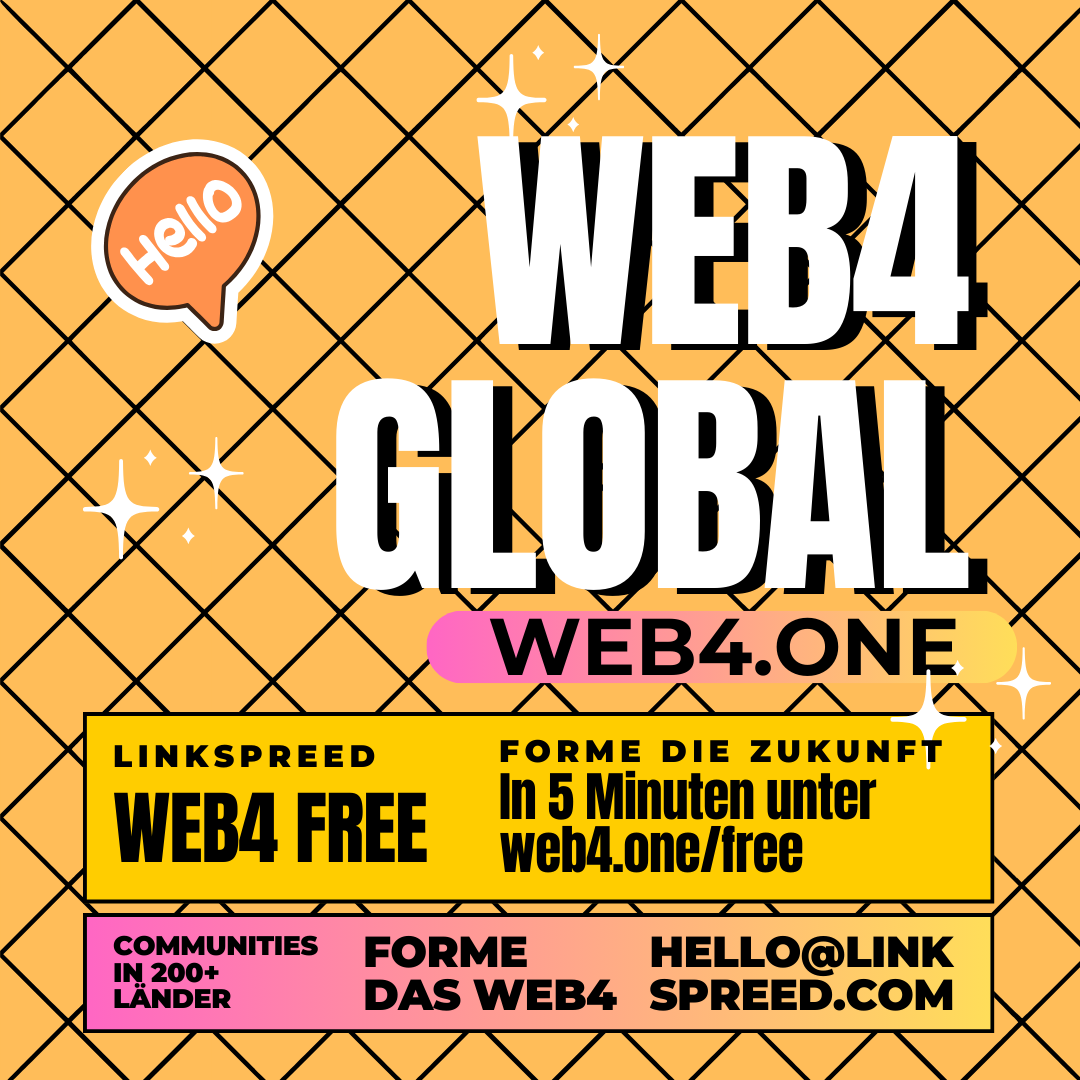 Hello
WEB4
GLOBAL
WEB4.ONE
LINKSPREED
WEB4 FREE
FORME DIE ZUKUNFT
In 5 Minuten unter
web4.one/free
COMMUNITIES
IN 200+
LÄNDER
FORME
DAS WEB4
HELLO@LINK
SPREED.COM